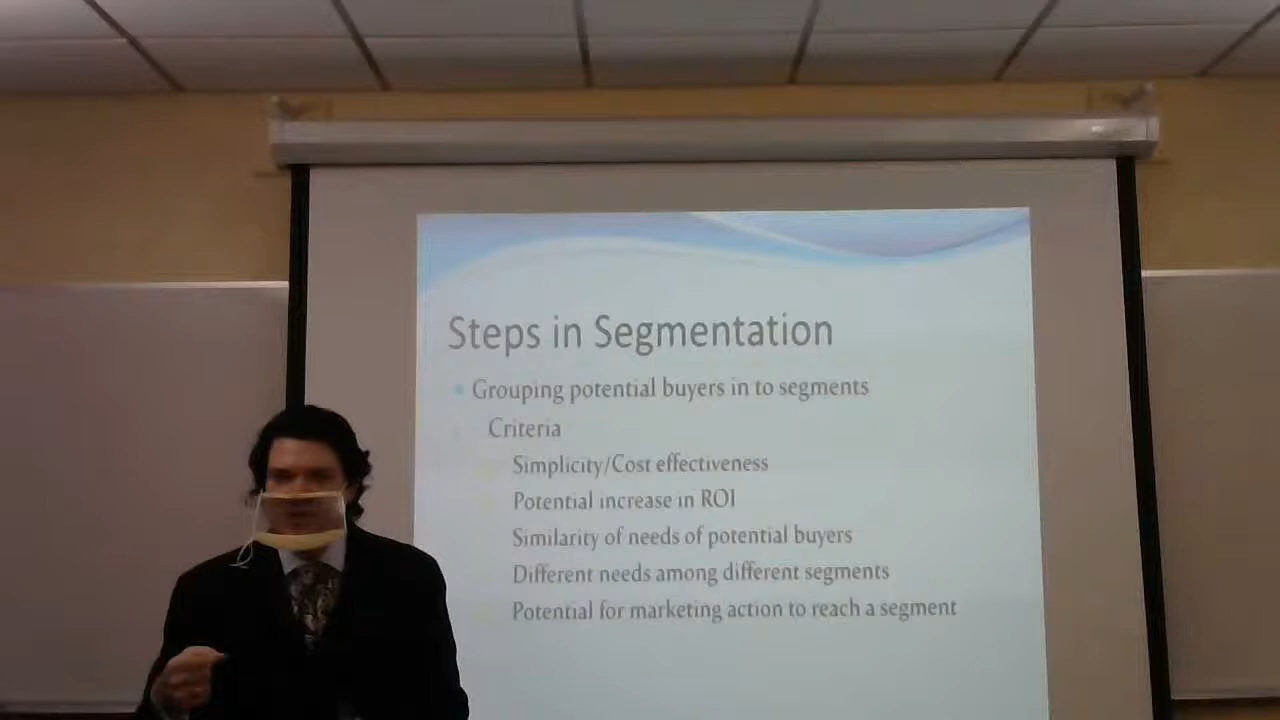 Steps in Segmentation
Grouping potential buyers in to segments
Criteria
Simplicity/Cost effectiveness
Potential increase in ROI
Similarity of needs of potential buyers
Different needs among different segments
Potential for marketing action to reach a segment